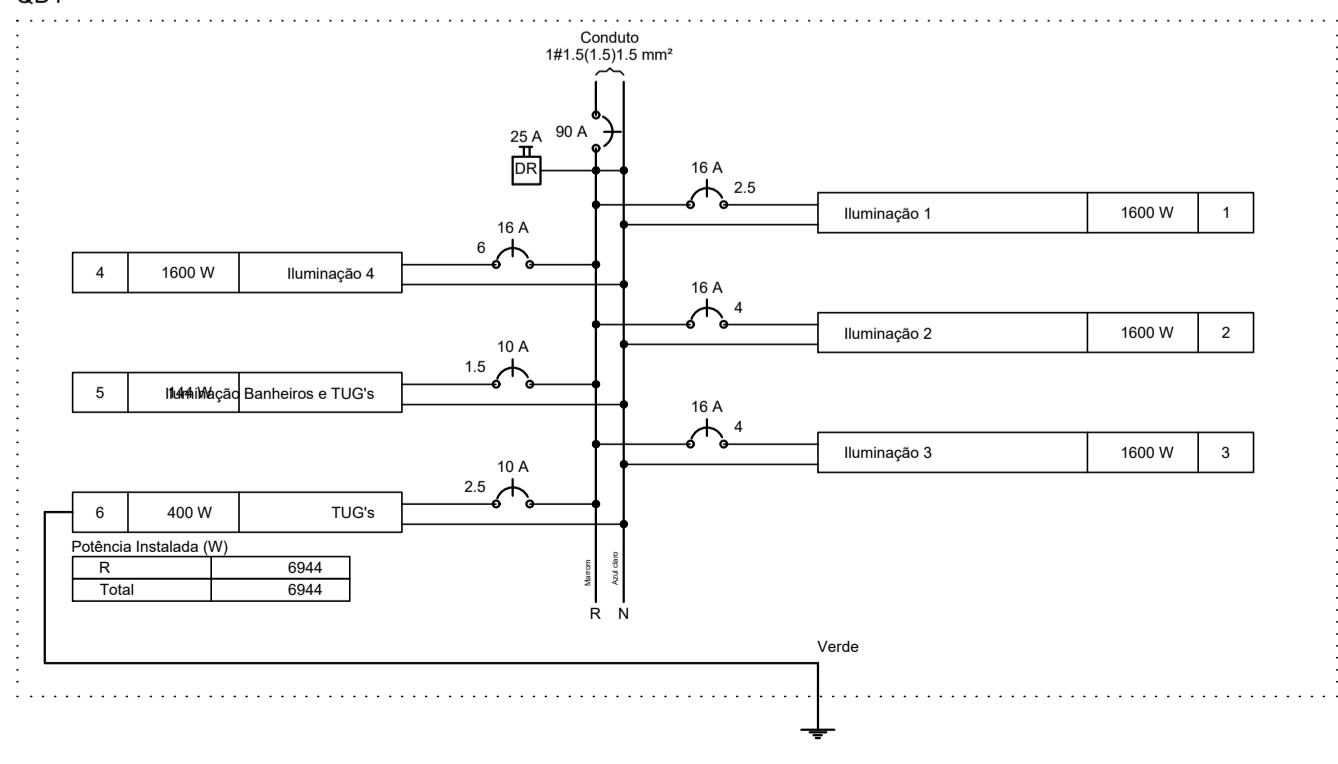 Conduto
1#1.5(1.5)1.5 mm²
25 A
90 A
DR
16 A
2.5
Iluminação 1
1600 W
1
16 A
6
4
1600 W
Iluminação 4
16 A
4
Iluminação 2
1600 W
2
10 A
1.5
5
144 W
Iluminação Banheiros e TUG's
16 A
4
Iluminação 3
1600 W
3
10 A
2.5
6
400 W
TUG's
Potência Instalada (W)
R
6944
Total
6944
Marrom
Azul claro
R
N
Verde